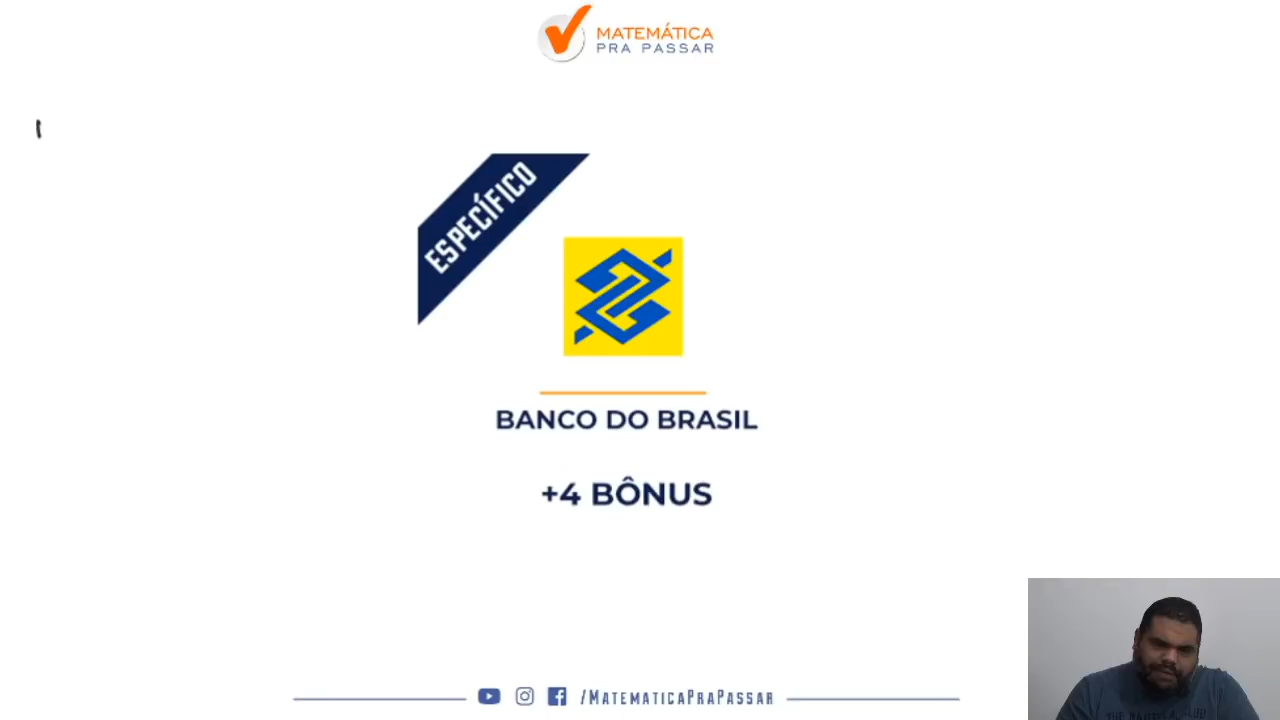 MATEMÁTICA
PRA PASSAR
ESPECÍFICO
BANCO DO BRASIL
+4 BÔNUS
/MATEMATICAPRAPASSAR